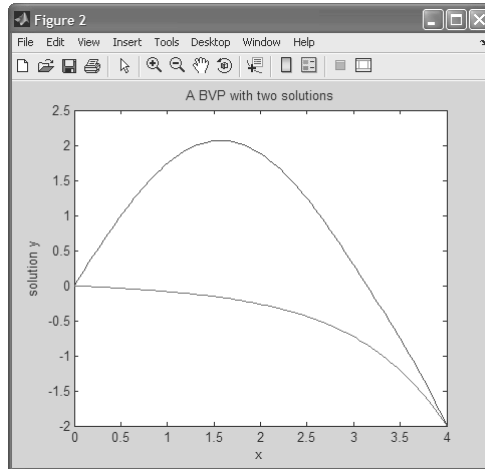 Figure 2
File Edit View Insert Tools Desktop Window Help
A BVP with two solutions
2.5
2
1.5
1
0.5
0
-0.5
-1
-1.5
-2
solution y
0 0.5 1 1.5 2 2.5 3 3.5 4
x